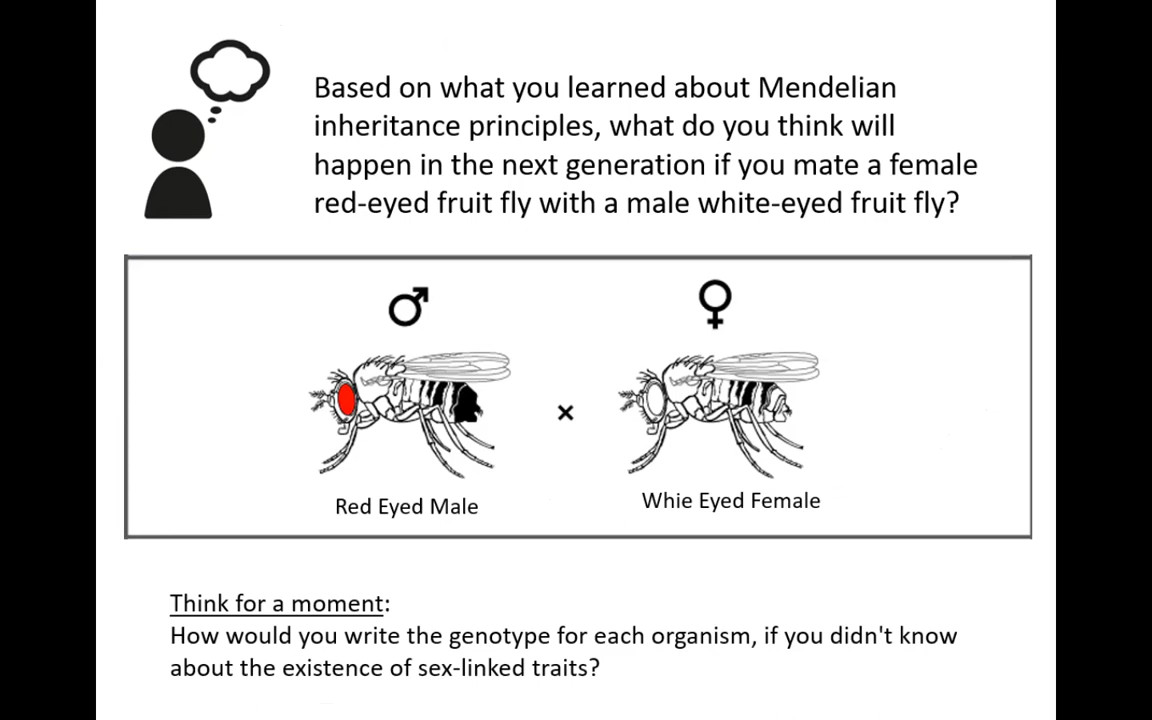 Based on what you learned about Mendelian
inheritance principles, what do you think will
happen in the next generation if you mate a female
red-eyed fruit fly with a male white-eyed fruit fly?
♂ ♀
×
Red Eyed Male
Whie Eyed Female
Think for a moment:
How would you write the genotype for each organism, if you didn't know
about the existence of sex-linked traits?